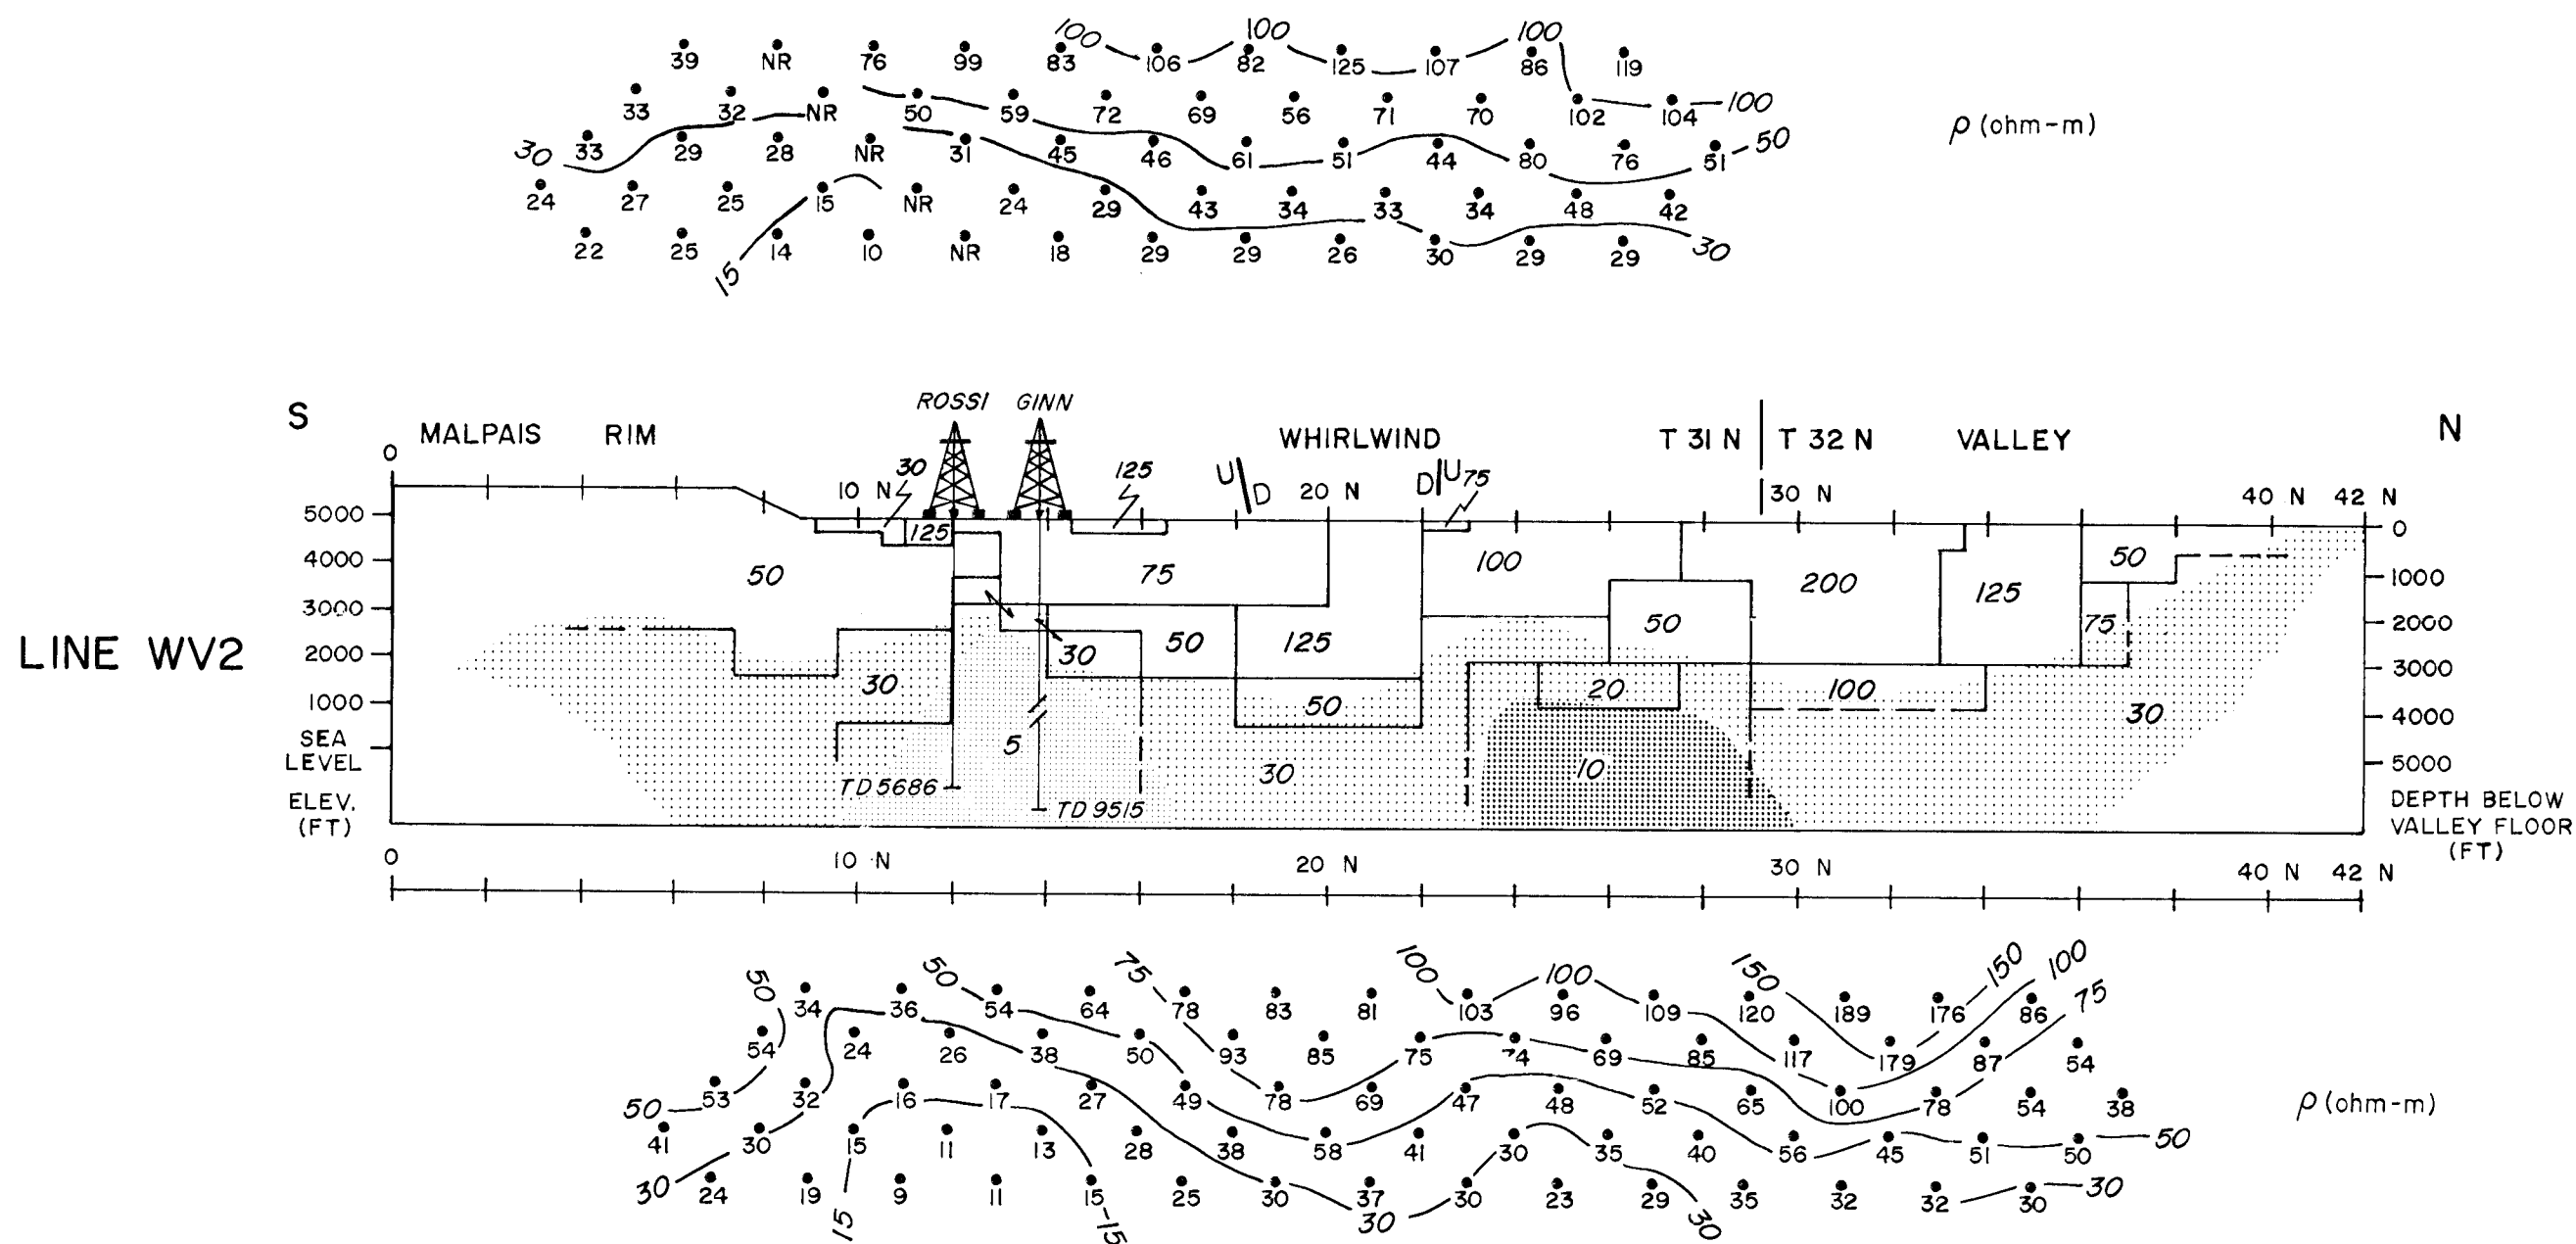 100 100 100
39 NR 76 99 83 106 82 125 107 86 119
33 32 NR 50 59 72 69 56 71 70 102 104 100
30 33 29 28 NR 31 45 46 61 51 44 80 76 51 50
ρ (ohm-m)
24 27 25 15 NR 24 29 43 34 33 34 48 42
22 25 14 10 NR 18 29 29 26 30 29 29 30
15
ROSSI GINN
S MALPAIS RIM WHIRLWIND T 31 N T 32 N VALLEY N
0 30 125 U D D U 75
10 N 20 N 30 N 40 N 42 N
5000 125 0
4000 50 75 100 200 125 50 1000
3000 50 125 50 75 2000
LINE WV2
2000 30 30 50 20 100 3000
1000 5 30 10 30 4000
SEA
LEVEL 5000
TD 5686 TD 9515
ELEV.
(FT)
DEPTH BELOW
VALLEY FLOOR
(FT)
0 10 N 20 N 30 N 40 N 42 N
50 50 75 100 100 150 150 100
34 36 54 64 78 83 81 103 96 109 120 189 176 86 75
54 24 26 38 50 93 85 75 74 69 85 117 179 87 54
50 53 32 16 17 27 49 78 69 47 48 52 65 100 78 54 38
ρ (ohm-m)
41 30 15 11 13 28 38 58 41 30 35 40 56 45 51 50 50
30 24 19 9 11 15 25 30 37 30 23 29 35 32 32 30 30
15 15 30 30